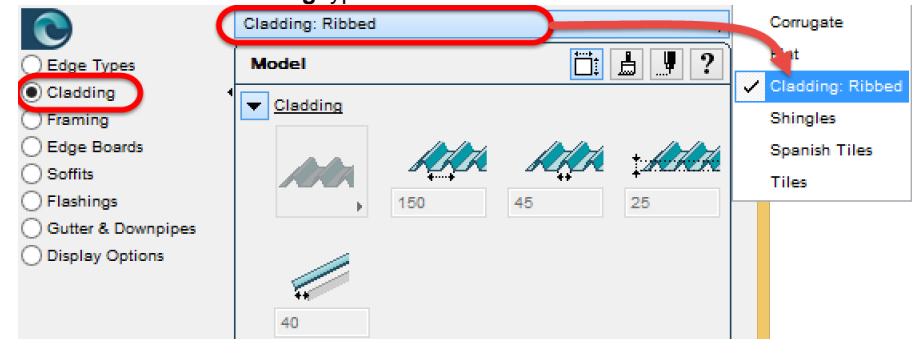 Cladding: Ribbed
Edge Types
Cladding
Framing
Edge Boards
Soffits
Flashings
Gutter & Downpipes
Display Options
Model
?
Cladding
150
45
25
40
Corrugate
Cladding: Ribbed
Shingles
Spanish Tiles
Tiles